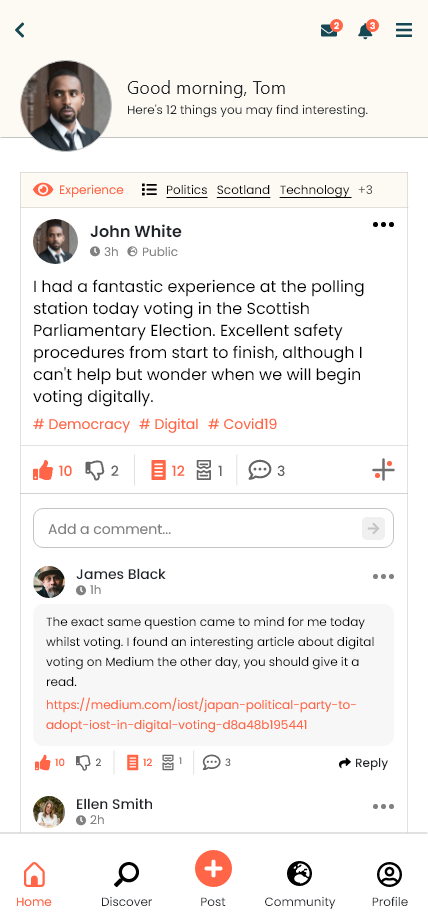 2
3
Good morning, Tom
Here's 12 things you may find interesting.
Experience Politics Scotland Technology +3
John White
3h Public
I had a fantastic experience at the polling
station today voting in the Scottish
Parliamentary Election. Excellent safety
procedures from start to finish, although I
can't help but wonder when we will begin
voting digitally.
# Democracy # Digital # Covid19
10 2 12 1 3
Add a comment...
James Black
1h
The exact same question came to mind for me today
whilst voting. I found an interesting article about digital
voting on Medium the other day, you should give it a
read.
https://medium.com/iost/japan-political-party-to-
adopt-iost-in-digital-voting-d8a48b195441
10 2 12 1 3 Reply
Ellen Smith
2h
Home Discover Post Community Profile